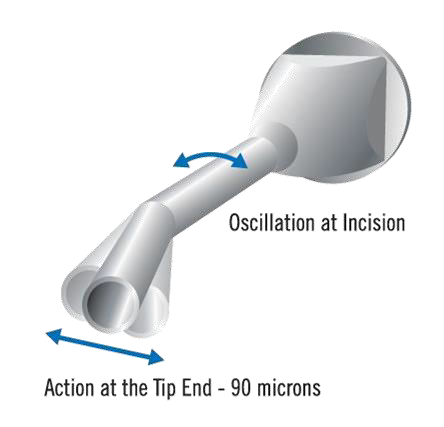 Oscillation at Incision
Action at the Tip End - 90 microns